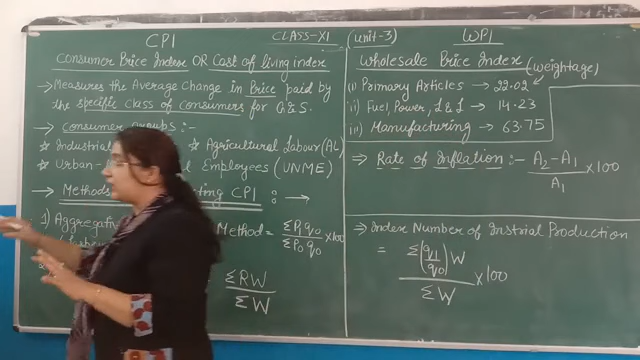 CPI
CLASS-XI
(unit-3)
Consumer Price Index OR Cost of living index
→ Measures the Average Change in Price paid by
the specific class of Consumers for G&S.
→ Consumer groups :-
☆ Industrial ☆ Agricultural Labour (AL)
☆ Urban- Employees (UNME)
→ Methods CPI : →
1) Aggregative Method = ΣP₁q₀ / ΣP₀q₀ × 100
ΣRW / ΣW
WPI
Wholesale Price Index (weightage)
(i) Primary Articles → 22.02
(ii) Fuel, Power, L & L → 14.23
(iii) Manufacturing → 63.75
⇒ Rate of Inflation :- A₂-A₁ / A₁ × 100
⇒ Index Number of Instrial Production
= Σ(q₁/q₀)W / ΣW × 100